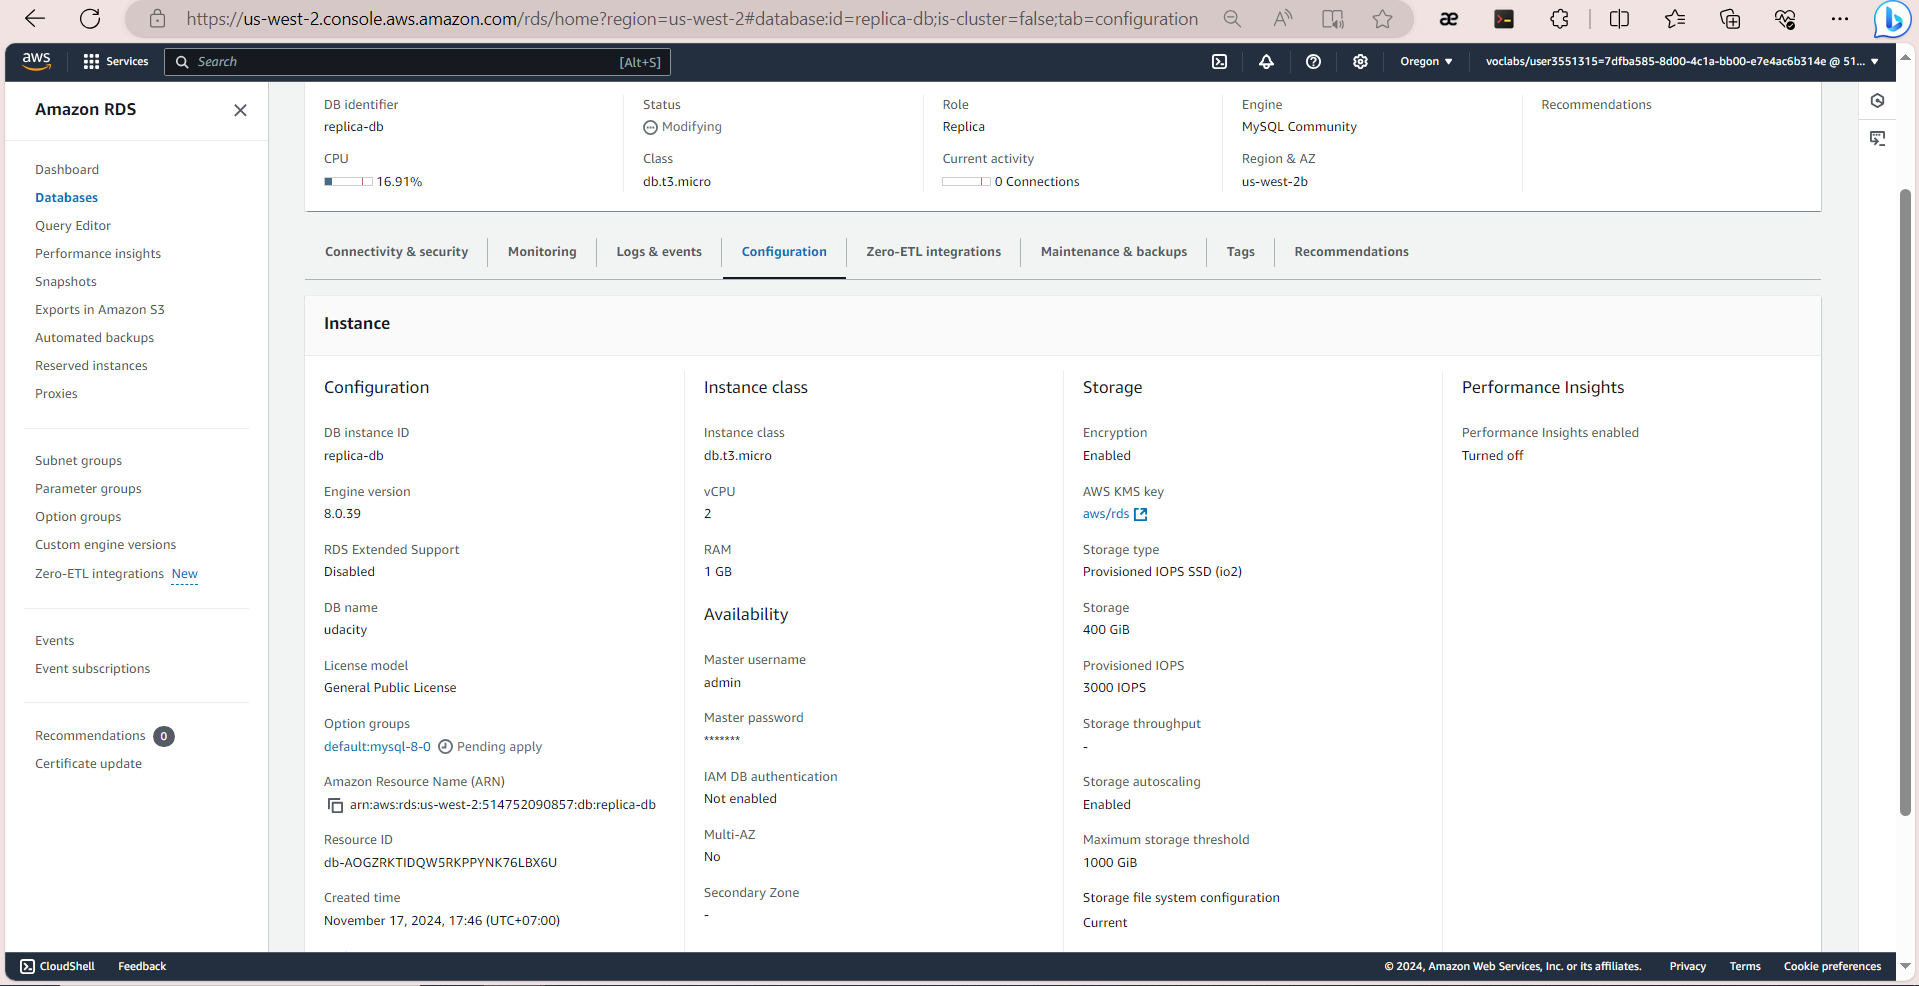 https://us-west-2.console.aws.amazon.com/rds/home?region=us-west-2#database:id=replica-db;is-cluster=false;tab=configuration
aws Services Search [Alt+S] Oregon voclabs/user3551315=7dfba585-8d00-4c1a-bb00-e7e4ac6b314e @ 51...
Amazon RDS
Dashboard
Databases
Query Editor
Performance insights
Snapshots
Exports in Amazon S3
Automated backups
Reserved instances
Proxies
Subnet groups
Parameter groups
Option groups
Custom engine versions
Zero-ETL integrations New
Events
Event subscriptions
Recommendations 0
Certificate update
DB identifier
replica-db
CPU
16.91%
Status
Modifying
Class
db.t3.micro
Role
Replica
Current activity
0 Connections
Engine
MySQL Community
Region & AZ
us-west-2b
Recommendations
Connectivity & security Monitoring Logs & events Configuration Zero-ETL integrations Maintenance & backups Tags Recommendations
Instance
Configuration
DB instance ID
replica-db
Engine version
8.0.39
RDS Extended Support
Disabled
DB name
udacity
License model
General Public License
Option groups
default:mysql-8-0 Pending apply
Amazon Resource Name (ARN)
arn:aws:rds:us-west-2:514752090857:db:replica-db
Resource ID
db-AOGZRKTIDQW5RKPPYNK76LBX6U
Created time
November 17, 2024, 17:46 (UTC+07:00)
Instance class
Instance class
db.t3.micro
vCPU
2
RAM
1 GB
Availability
Master username
admin
Master password
*******
IAM DB authentication
Not enabled
Multi-AZ
No
Secondary Zone
-
Storage
Encryption
Enabled
AWS KMS key
aws/rds
Storage type
Provisioned IOPS SSD (io2)
Storage
400 GiB
Provisioned IOPS
3000 IOPS
Storage throughput
-
Storage autoscaling
Enabled
Maximum storage threshold
1000 GiB
Storage file system configuration
Current
Performance Insights
Performance Insights enabled
Turned off
CloudShell Feedback © 2024, Amazon Web Services, Inc. or its affiliates. Privacy Terms Cookie preferences